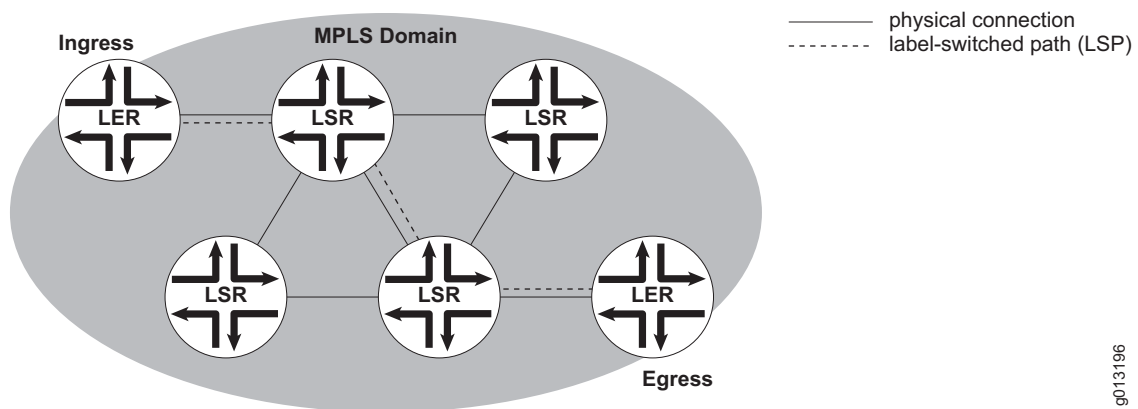 physical connection
label-switched path (LSP)
MPLS Domain
Ingress
LER
LSR
LSR
LSR
LSR
LER
Egress
g013196